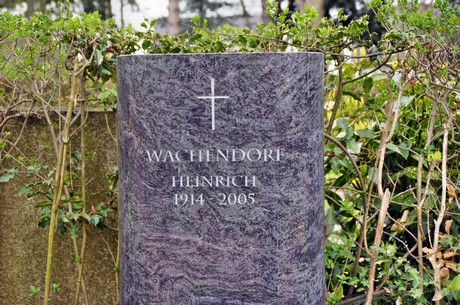 WACHENDORF
HEINRICH
1914 - 2005